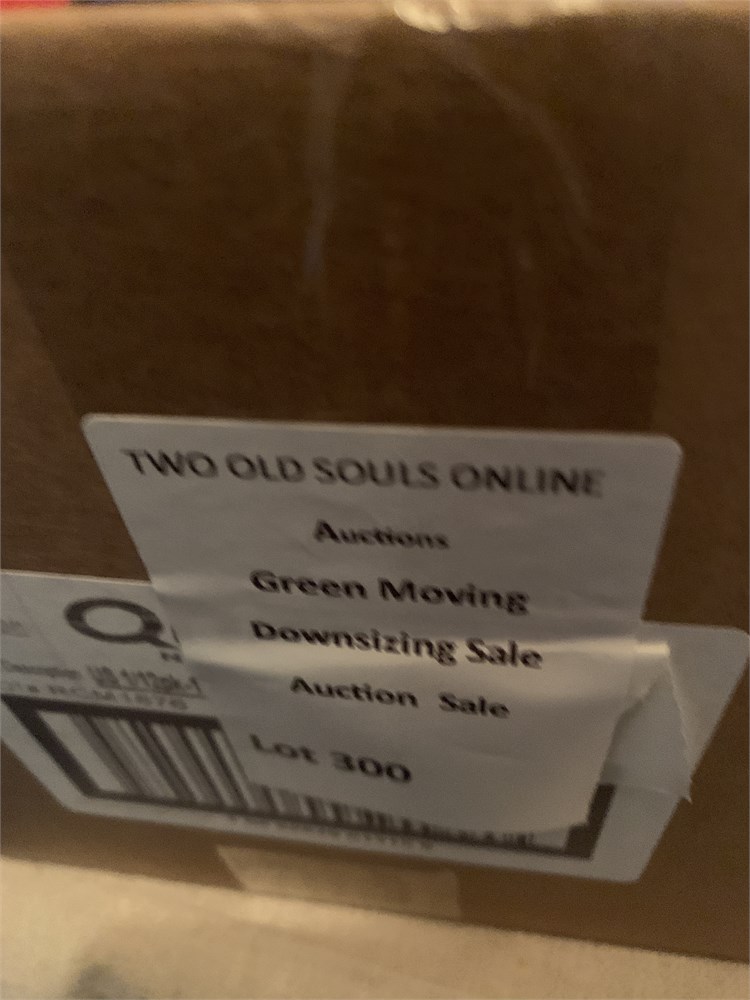 TWO OLD SOULS ONLINE
Auctions
Green Moving
Downsizing Sale
Auction Sale
Lot 300
Q